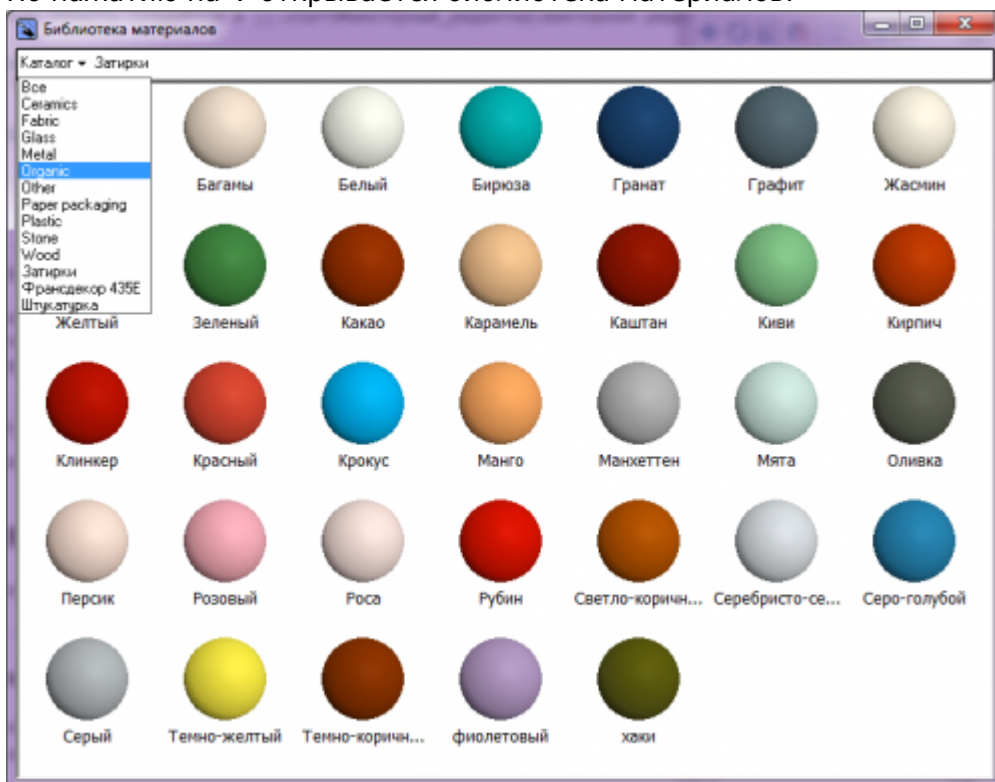 Библиотека материалов
Каталог Затирки
Все
Ceramics
Fabric
Glass
Metal
Organic
Other
Paper packaging
Plastic
Stone
Wood
Затирки
Франсдекор 435E
Штукатурка
Багамы Белый Бирюза Гранат Графит Жасмин
Желтый Зеленый Какао Карамель Каштан Киви Кирпич
Клинкер Красный Крокус Манго Манхеттен Мята Оливка
Персик Розовый Роса Рубин Светло-коричн... Серебристо-се... Серо-голубой
Серый Темно-желтый Темно-коричн... фиолетовый хаки